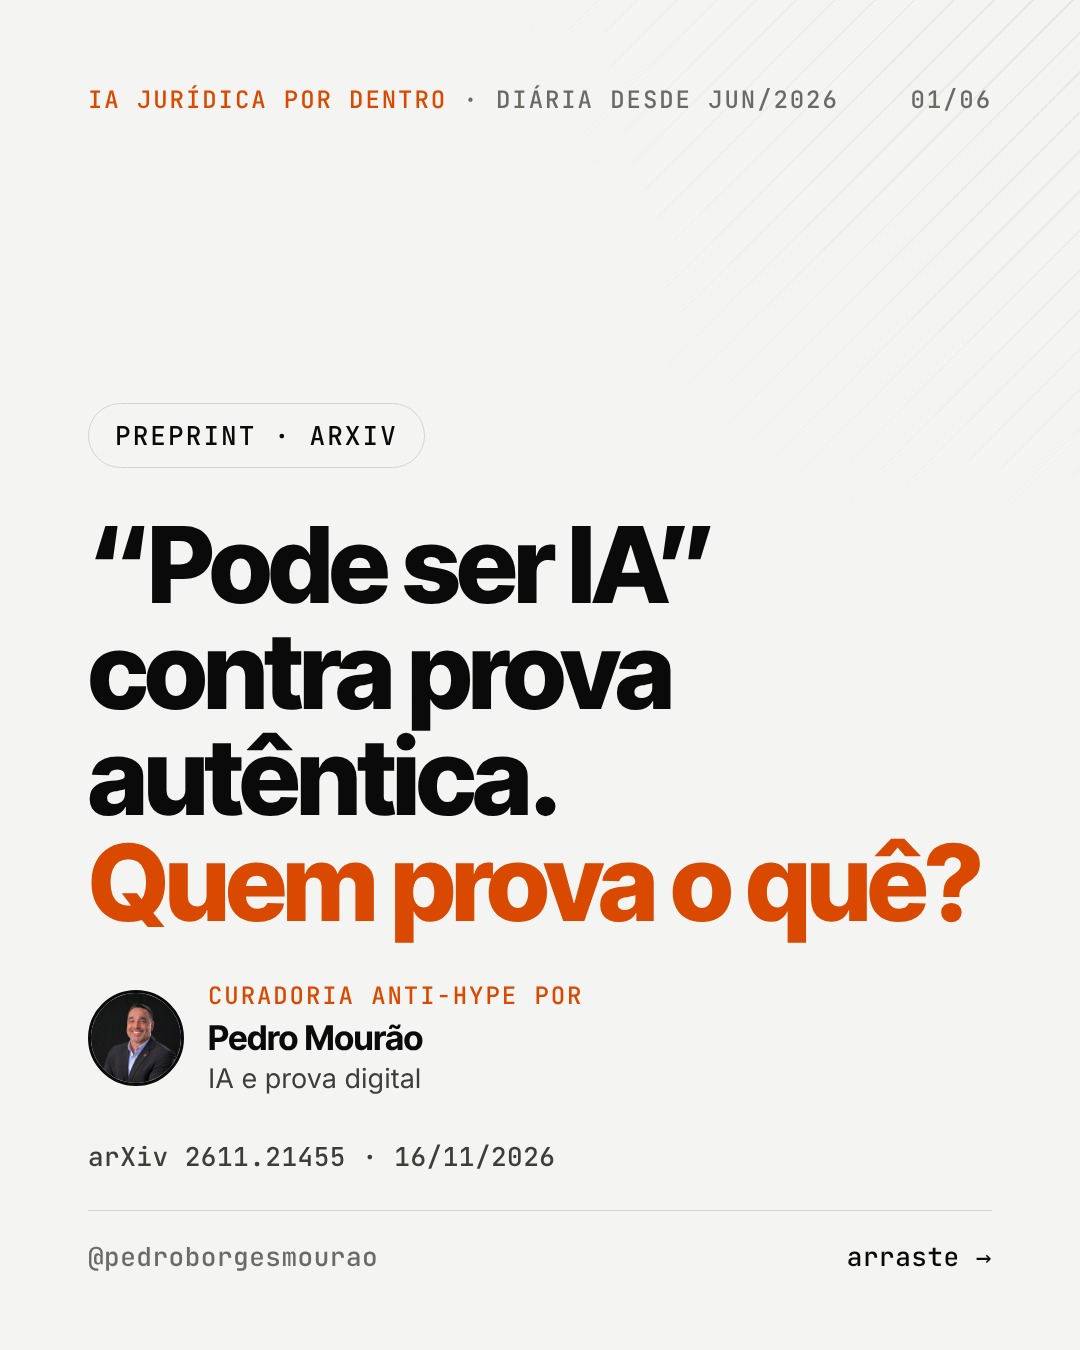 IA JURÍDICA POR DENTRO · DIÁRIA DESDE JUN/2026 01/06
PREPRINT · ARXIV
“Pode ser IA”
contra prova
autêntica.
Quem prova o quê?
CURADORIA ANTI-HYPE POR
Pedro Mourão
IA e prova digital
arXiv 2611.21455 · 16/11/2026
@pedroborgesmourao arraste →